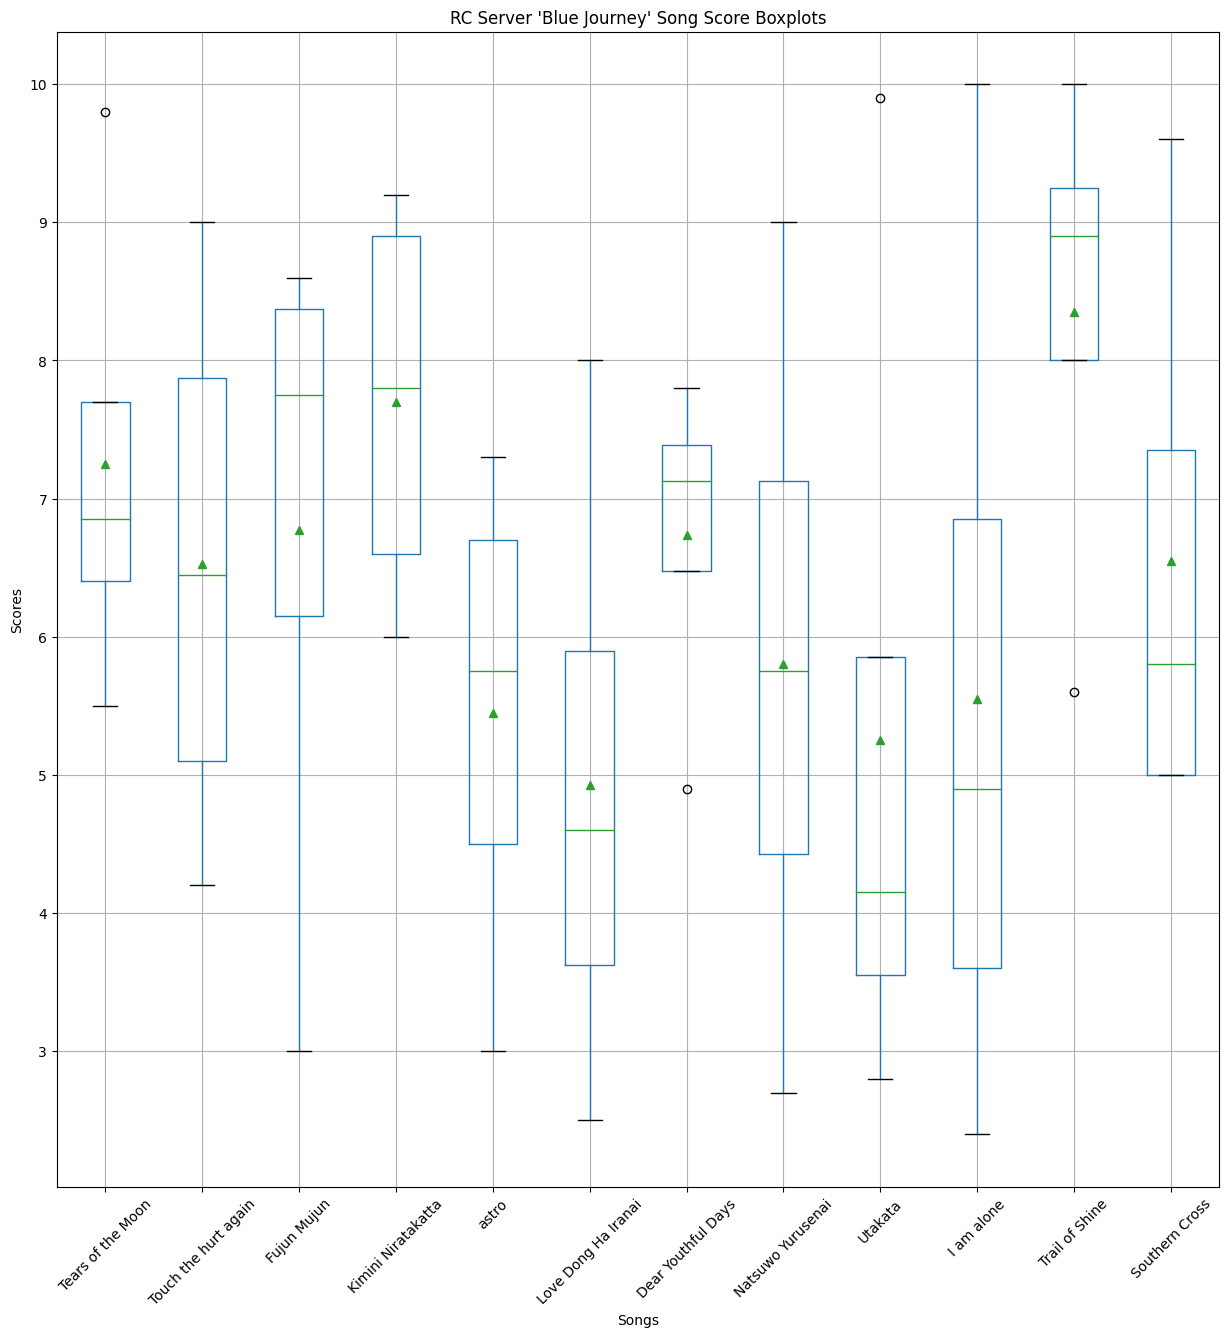 RC Server 'Blue Journey' Song Score Boxplots
10
9
8
7
6
5
4
3
Scores
Tears of the Moon
Touch the hurt again
Fujun Mujun
Kimini Niratakatta
astro
Love Dong Ha Iranai
Dear Youthful Days
Natsuwo Yurusenai
Utakata
I am alone
Trail of Shine
Southern Cross
Songs